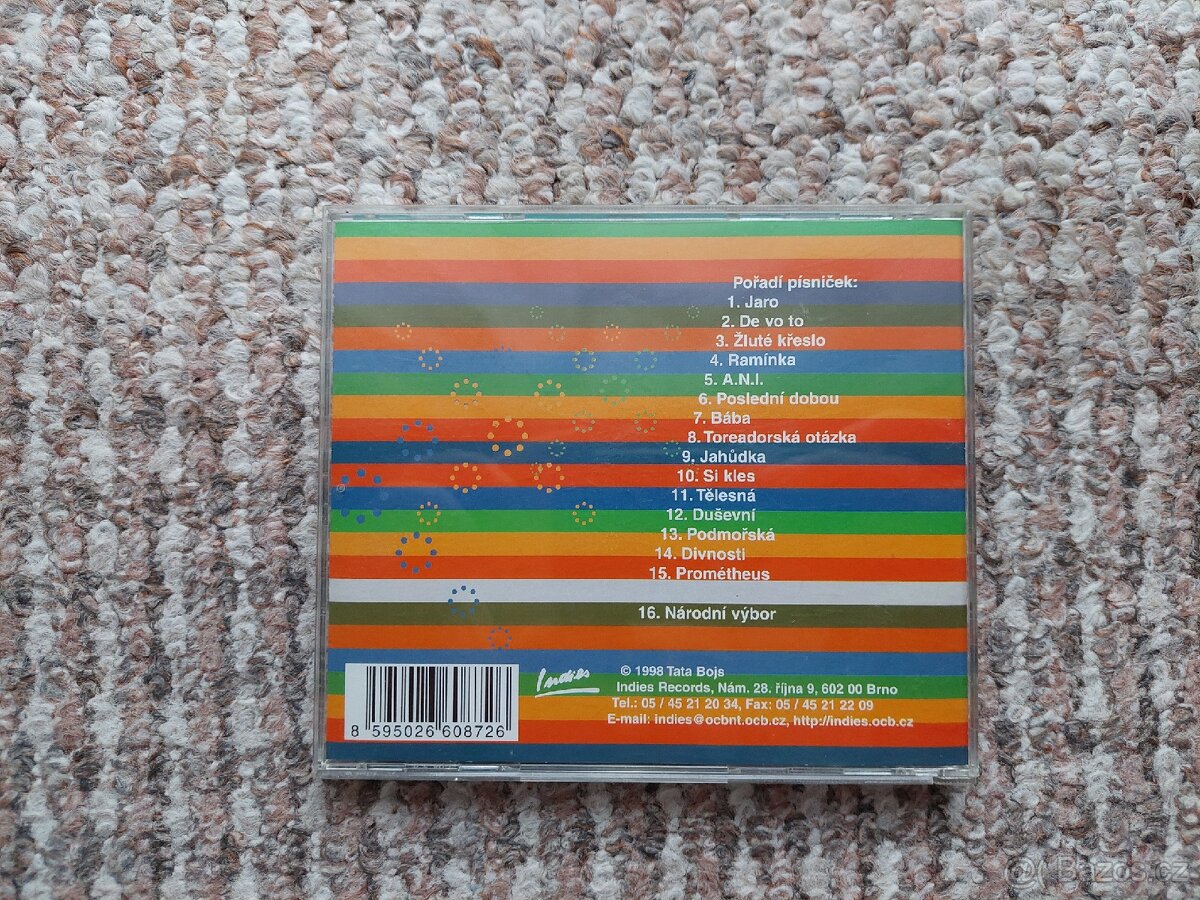 Pořadí písniček:
1. Jaro
2. De vo to
3. Žluté křeslo
4. Ramínka
5. A.N.I.
6. Poslední dobou
7. Bába
8. Toreadorská otázka
9. Jahůdka
10. Si kles
11. Tělesná
12. Duševní
13. Podmořská
14. Divnosti
15. Prométheus
16. Národní výbor
Indies
© 1998 Tata Bojs
Indies Records, Nám. 28. října 9, 602 00 Brno
Tel.: 05 / 45 21 20 34, Fax: 05 / 45 21 22 09
E-mail: indies@ocbnt.ocb.cz, http://indies.ocb.cz
8 595026 608726
Bazos.cz